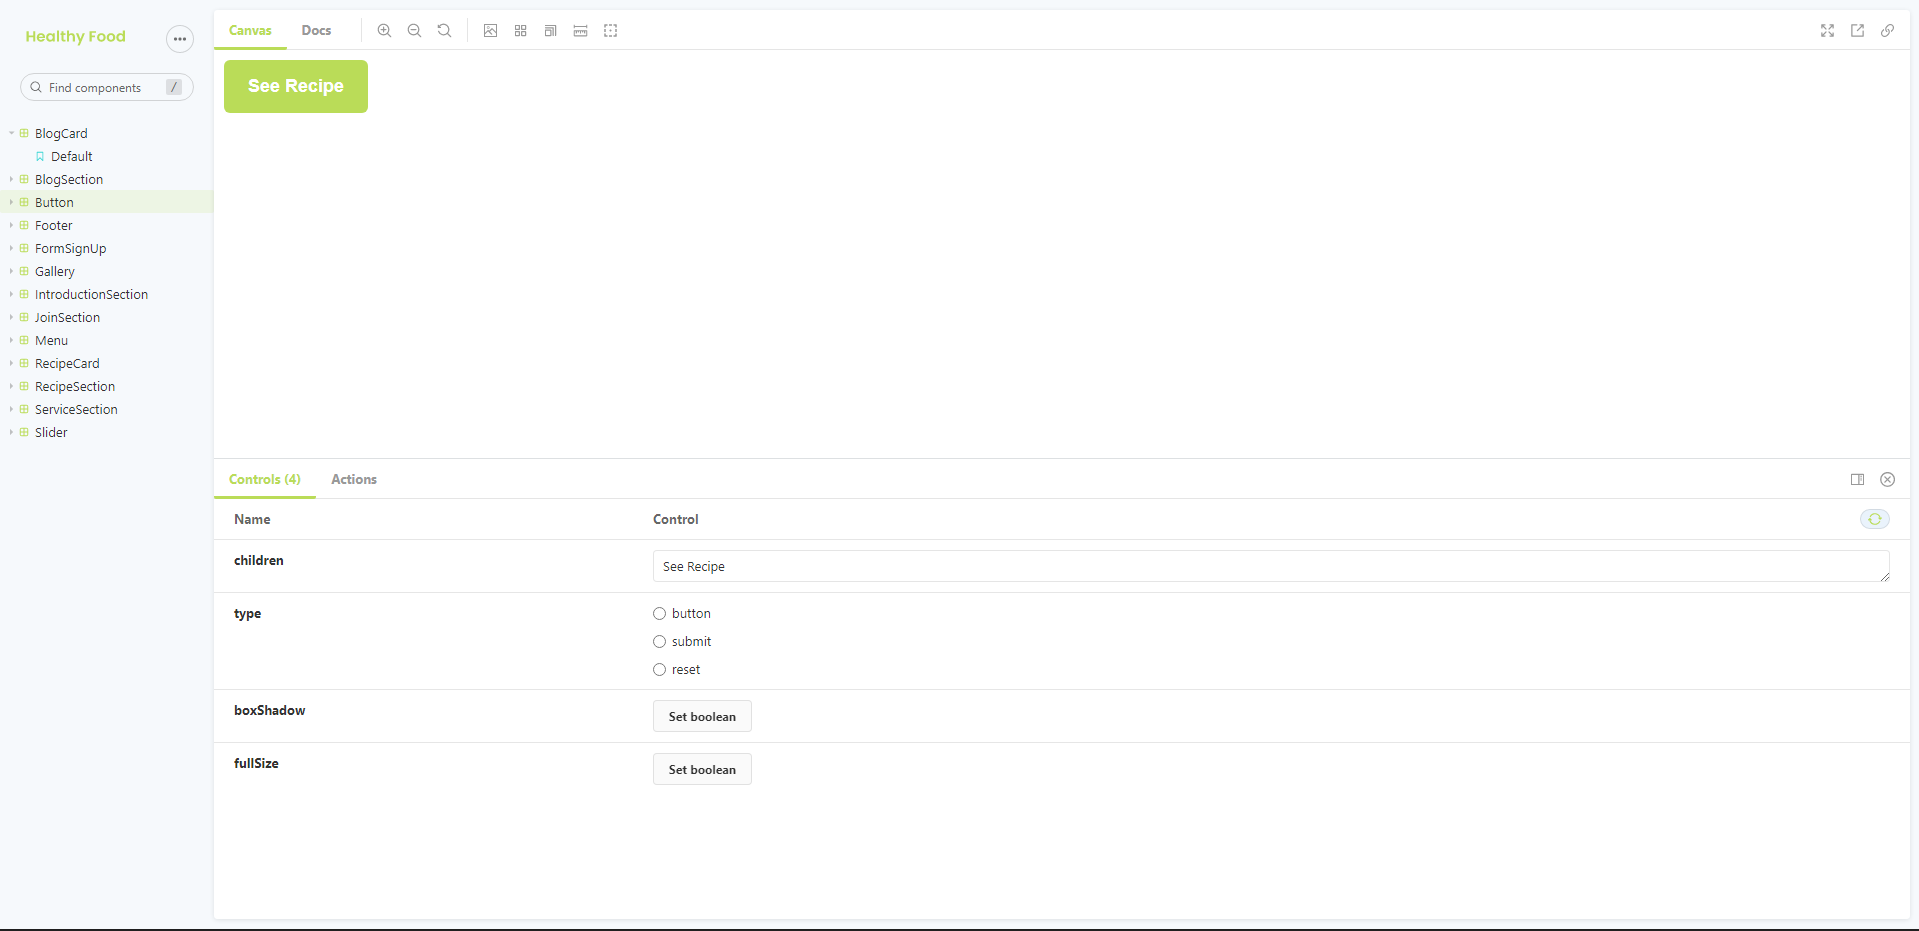 Healthy Food
Find components /
BlogCard
Default
BlogSection
Button
Footer
FormSignUp
Gallery
IntroductionSection
JoinSection
Menu
RecipeCard
RecipeSection
ServiceSection
Slider
Canvas Docs
See Recipe
Controls (4) Actions
Name Control
children See Recipe
type button
submit
reset
boxShadow Set boolean
fullSize Set boolean